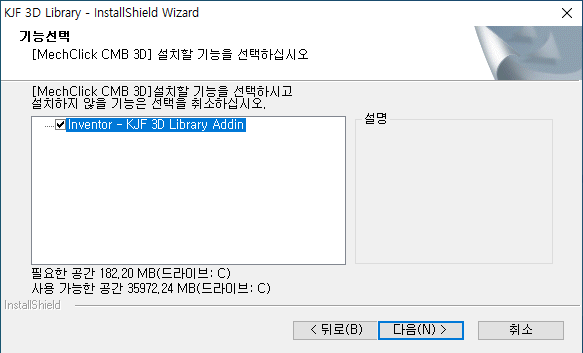 KJF 3D Library - InstallShield Wizard
기능선택
[MechClick CMB 3D] 설치할 기능을 선택하십시오
[MechClick CMB 3D]설치할 기능을 선택하시고
설치하지 않을 기능은 선택을 취소하십시오.
설명
Inventor - KJF 3D Library Addin
필요한 공간 182,20 MB(드라이브: C)
사용 가능한 공간 35972,24 MB(드라이브: C)
InstallShield
< 뒤로(B) 다음(N) > 취소